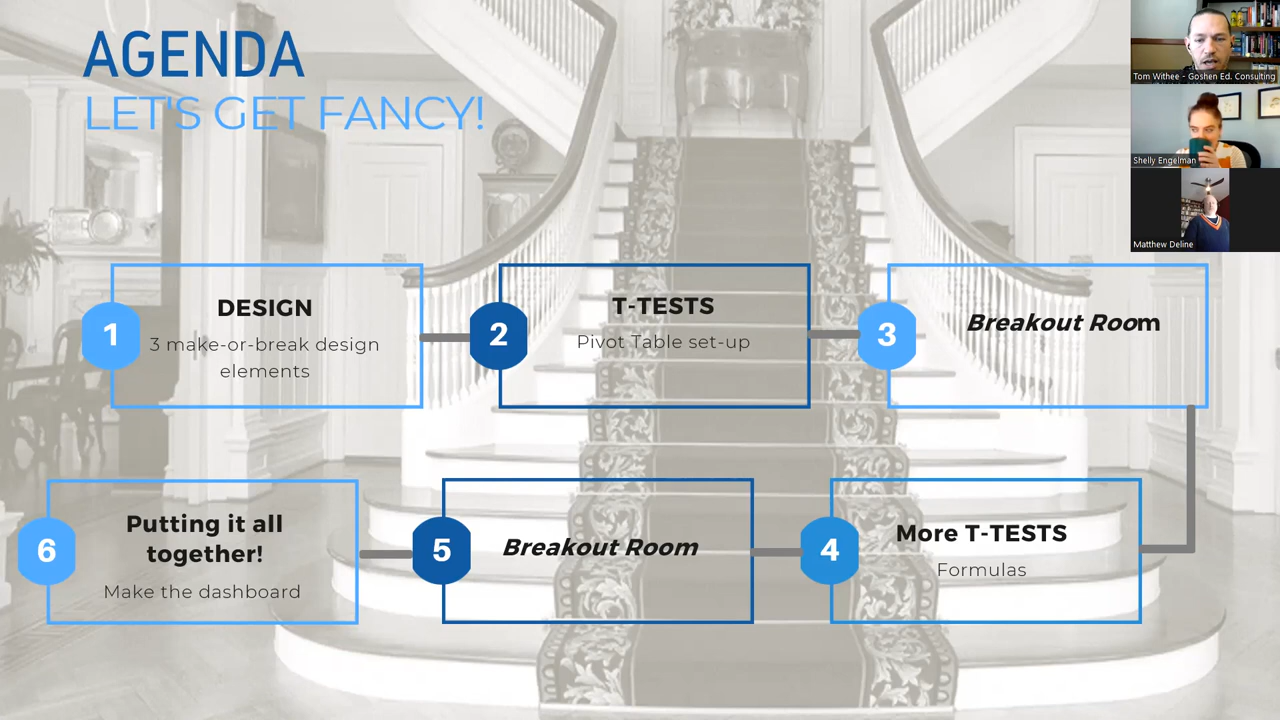 AGENDA
LET'S GET FANCY!
Tom Withee - Goshen Ed. Consulting
Shelly Engelman
Matthew Deline
1
DESIGN
3 make-or-break design
elements
2
T-TESTS
Pivot Table set-up
3
Breakout Room
4
More T-TESTS
Formulas
5
Breakout Room
6
Putting it all
together!
Make the dashboard